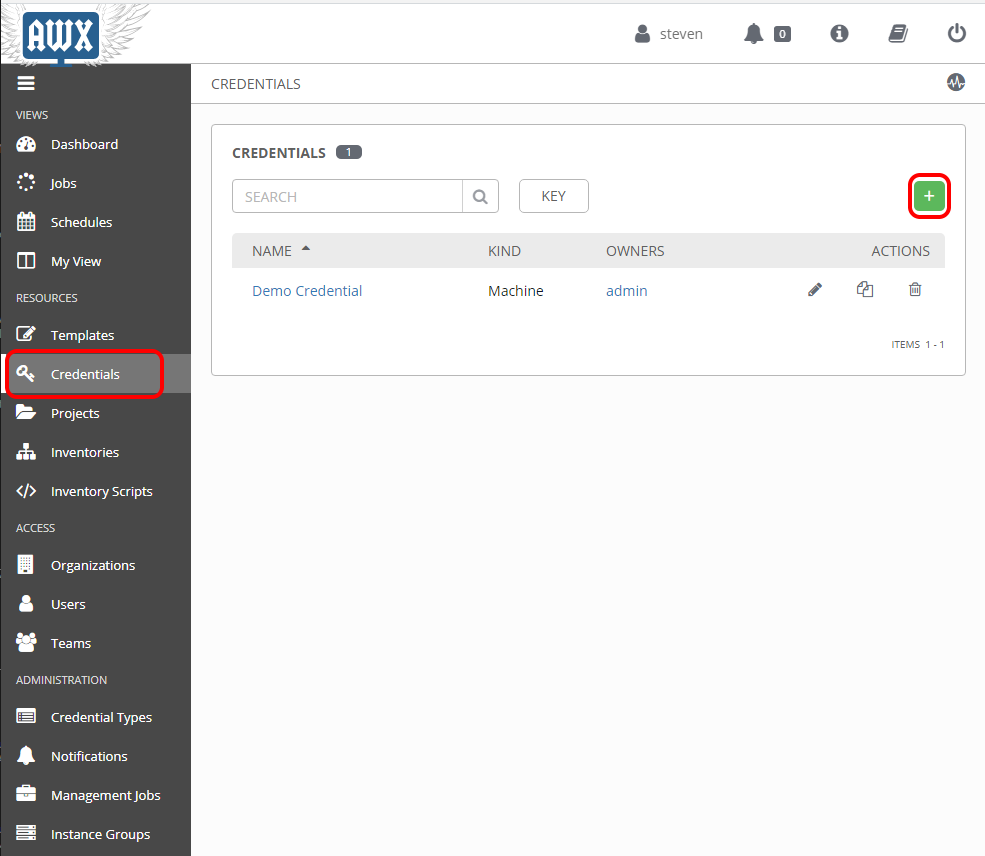 AWX
steven
0
VIEWS
Dashboard
Jobs
Schedules
My View
RESOURCES
Templates
Credentials
Projects
Inventories
Inventory Scripts
ACCESS
Organizations
Users
Teams
ADMINISTRATION
Credential Types
Notifications
Management Jobs
Instance Groups
CREDENTIALS
CREDENTIALS 1
SEARCH
KEY
+
NAME KIND OWNERS ACTIONS
Demo Credential Machine admin
ITEMS 1 - 1